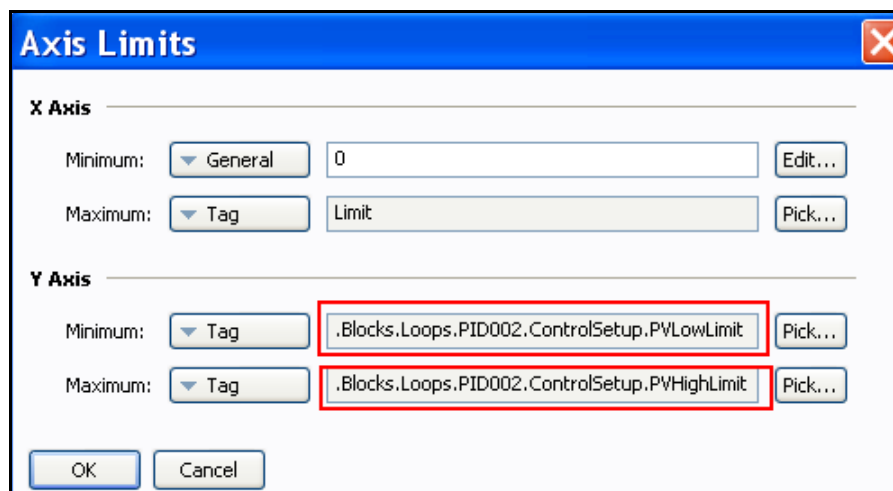 Axis Limits
X Axis
Minimum: General 0 Edit...
Maximum: Tag Limit Pick...
Y Axis
Minimum: Tag .Blocks.Loops.PID002.ControlSetup.PVLowLimit Pick...
Maximum: Tag .Blocks.Loops.PID002.ControlSetup.PVHighLimit Pick...
OK Cancel